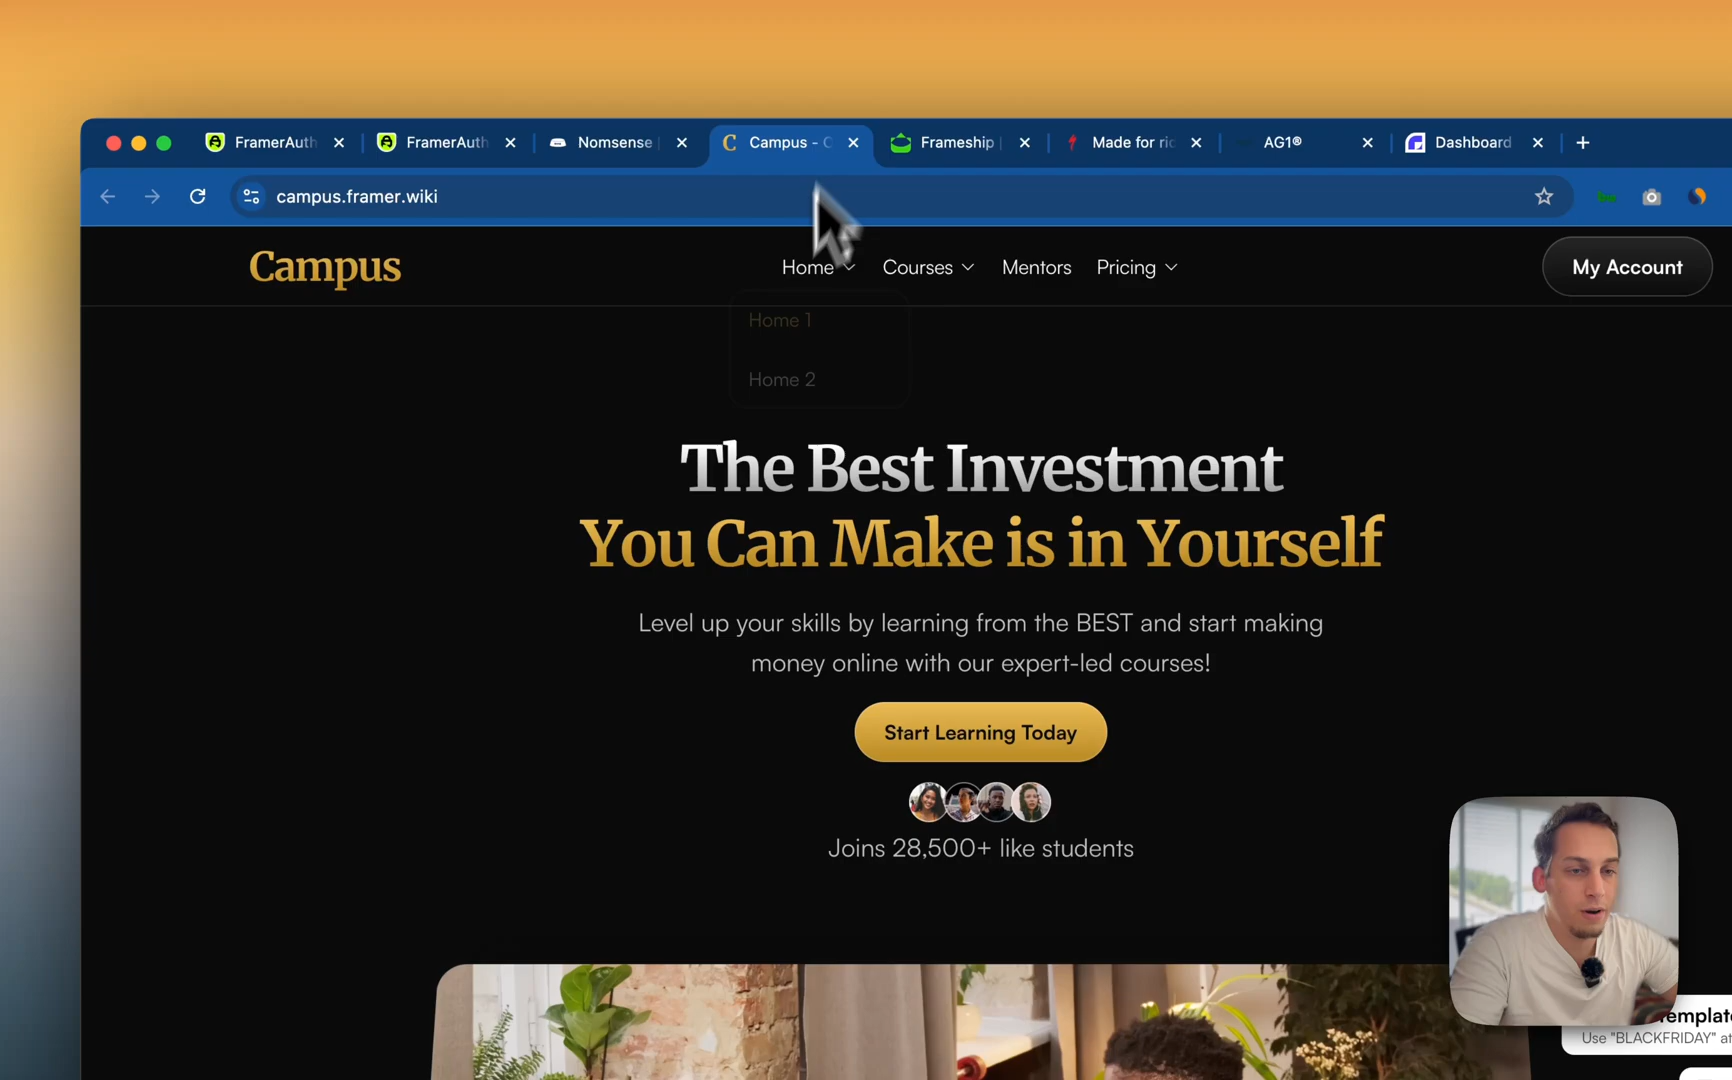 FramerAuth
FramerAuth
Nomsense
Campus - C
Frameship
Made for ric
AG1®
Dashboard
campus.framer.wiki
Campus
Home
Courses
Mentors
Pricing
My Account
Home 1
Home 2
The Best Investment
You Can Make is in Yourself
Level up your skills by learning from the BEST and start making
money online with our expert-led courses!
Start Learning Today
Joins 28,500+ like students
Use "BLACKFRIDAY" at